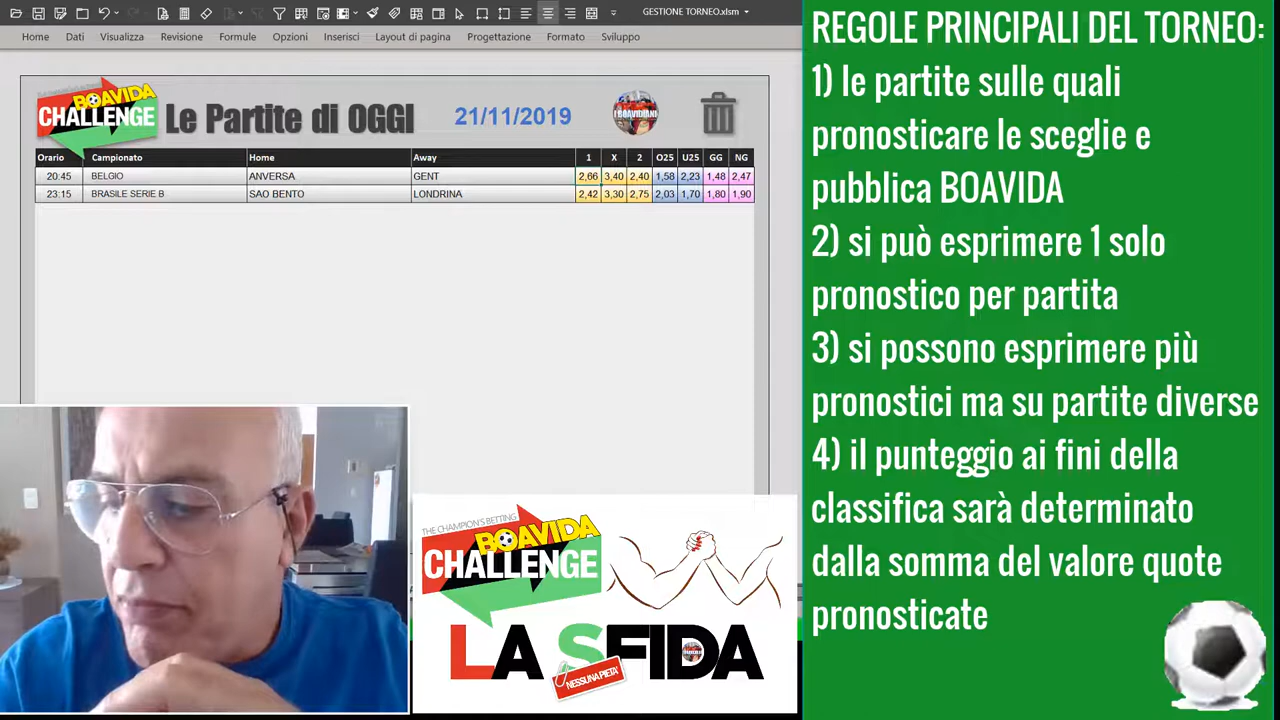 GESTIONE TORNEO.xlsm
Home Dati Visualizza Revisione Formule Opzioni Inserisci Layout di pagina Progettazione Formato Sviluppo
BOAVIDA
CHALLENGE
Le Partite di OGGI
21/11/2019
I BOAVIDIANI
Orario Campionato Home Away 1 X 2 O25 U25 GG NG
20:45 BELGIO ANVERSA GENT 2,66 3,40 2,40 1,58 2,23 1,48 2,47
23:15 BRASILE SERIE B SAO BENTO LONDRINA 2,42 3,30 2,75 2,03 1,70 1,80 1,90
THE CHAMPION'S BETTING
BOAVIDA
CHALLENGE
LA SFIDA
NESSUNA PIETA'
REGOLE PRINCIPALI DEL TORNEO:
1) le partite sulle quali
pronosticare le sceglie e
pubblica BOAVIDA
2) si può esprimere 1 solo
pronostico per partita
3) si possono esprimere più
pronostici ma su partite diverse
4) il punteggio ai fini della
classifica sarà determinato
dalla somma del valore quote
pronosticate